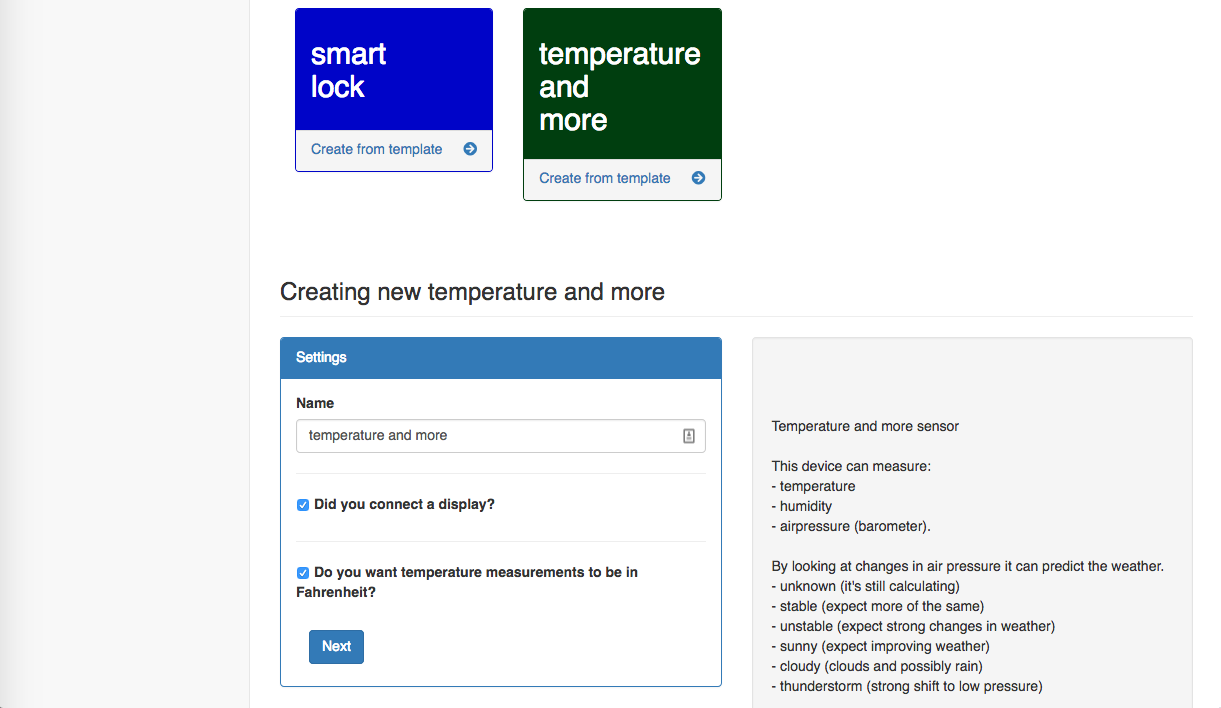 smart
lock
Create from template
temperature
and
more
Create from template
Creating new temperature and more
Settings
Name
temperature and more
Did you connect a display?
Do you want temperature measurements to be in
Fahrenheit?
Next
Temperature and more sensor
This device can measure:
- temperature
- humidity
- airpressure (barometer).
By looking at changes in air pressure it can predict the weather.
- unknown (it's still calculating)
- stable (expect more of the same)
- unstable (expect strong changes in weather)
- sunny (expect improving weather)
- cloudy (clouds and possibly rain)
- thunderstorm (strong shift to low pressure)